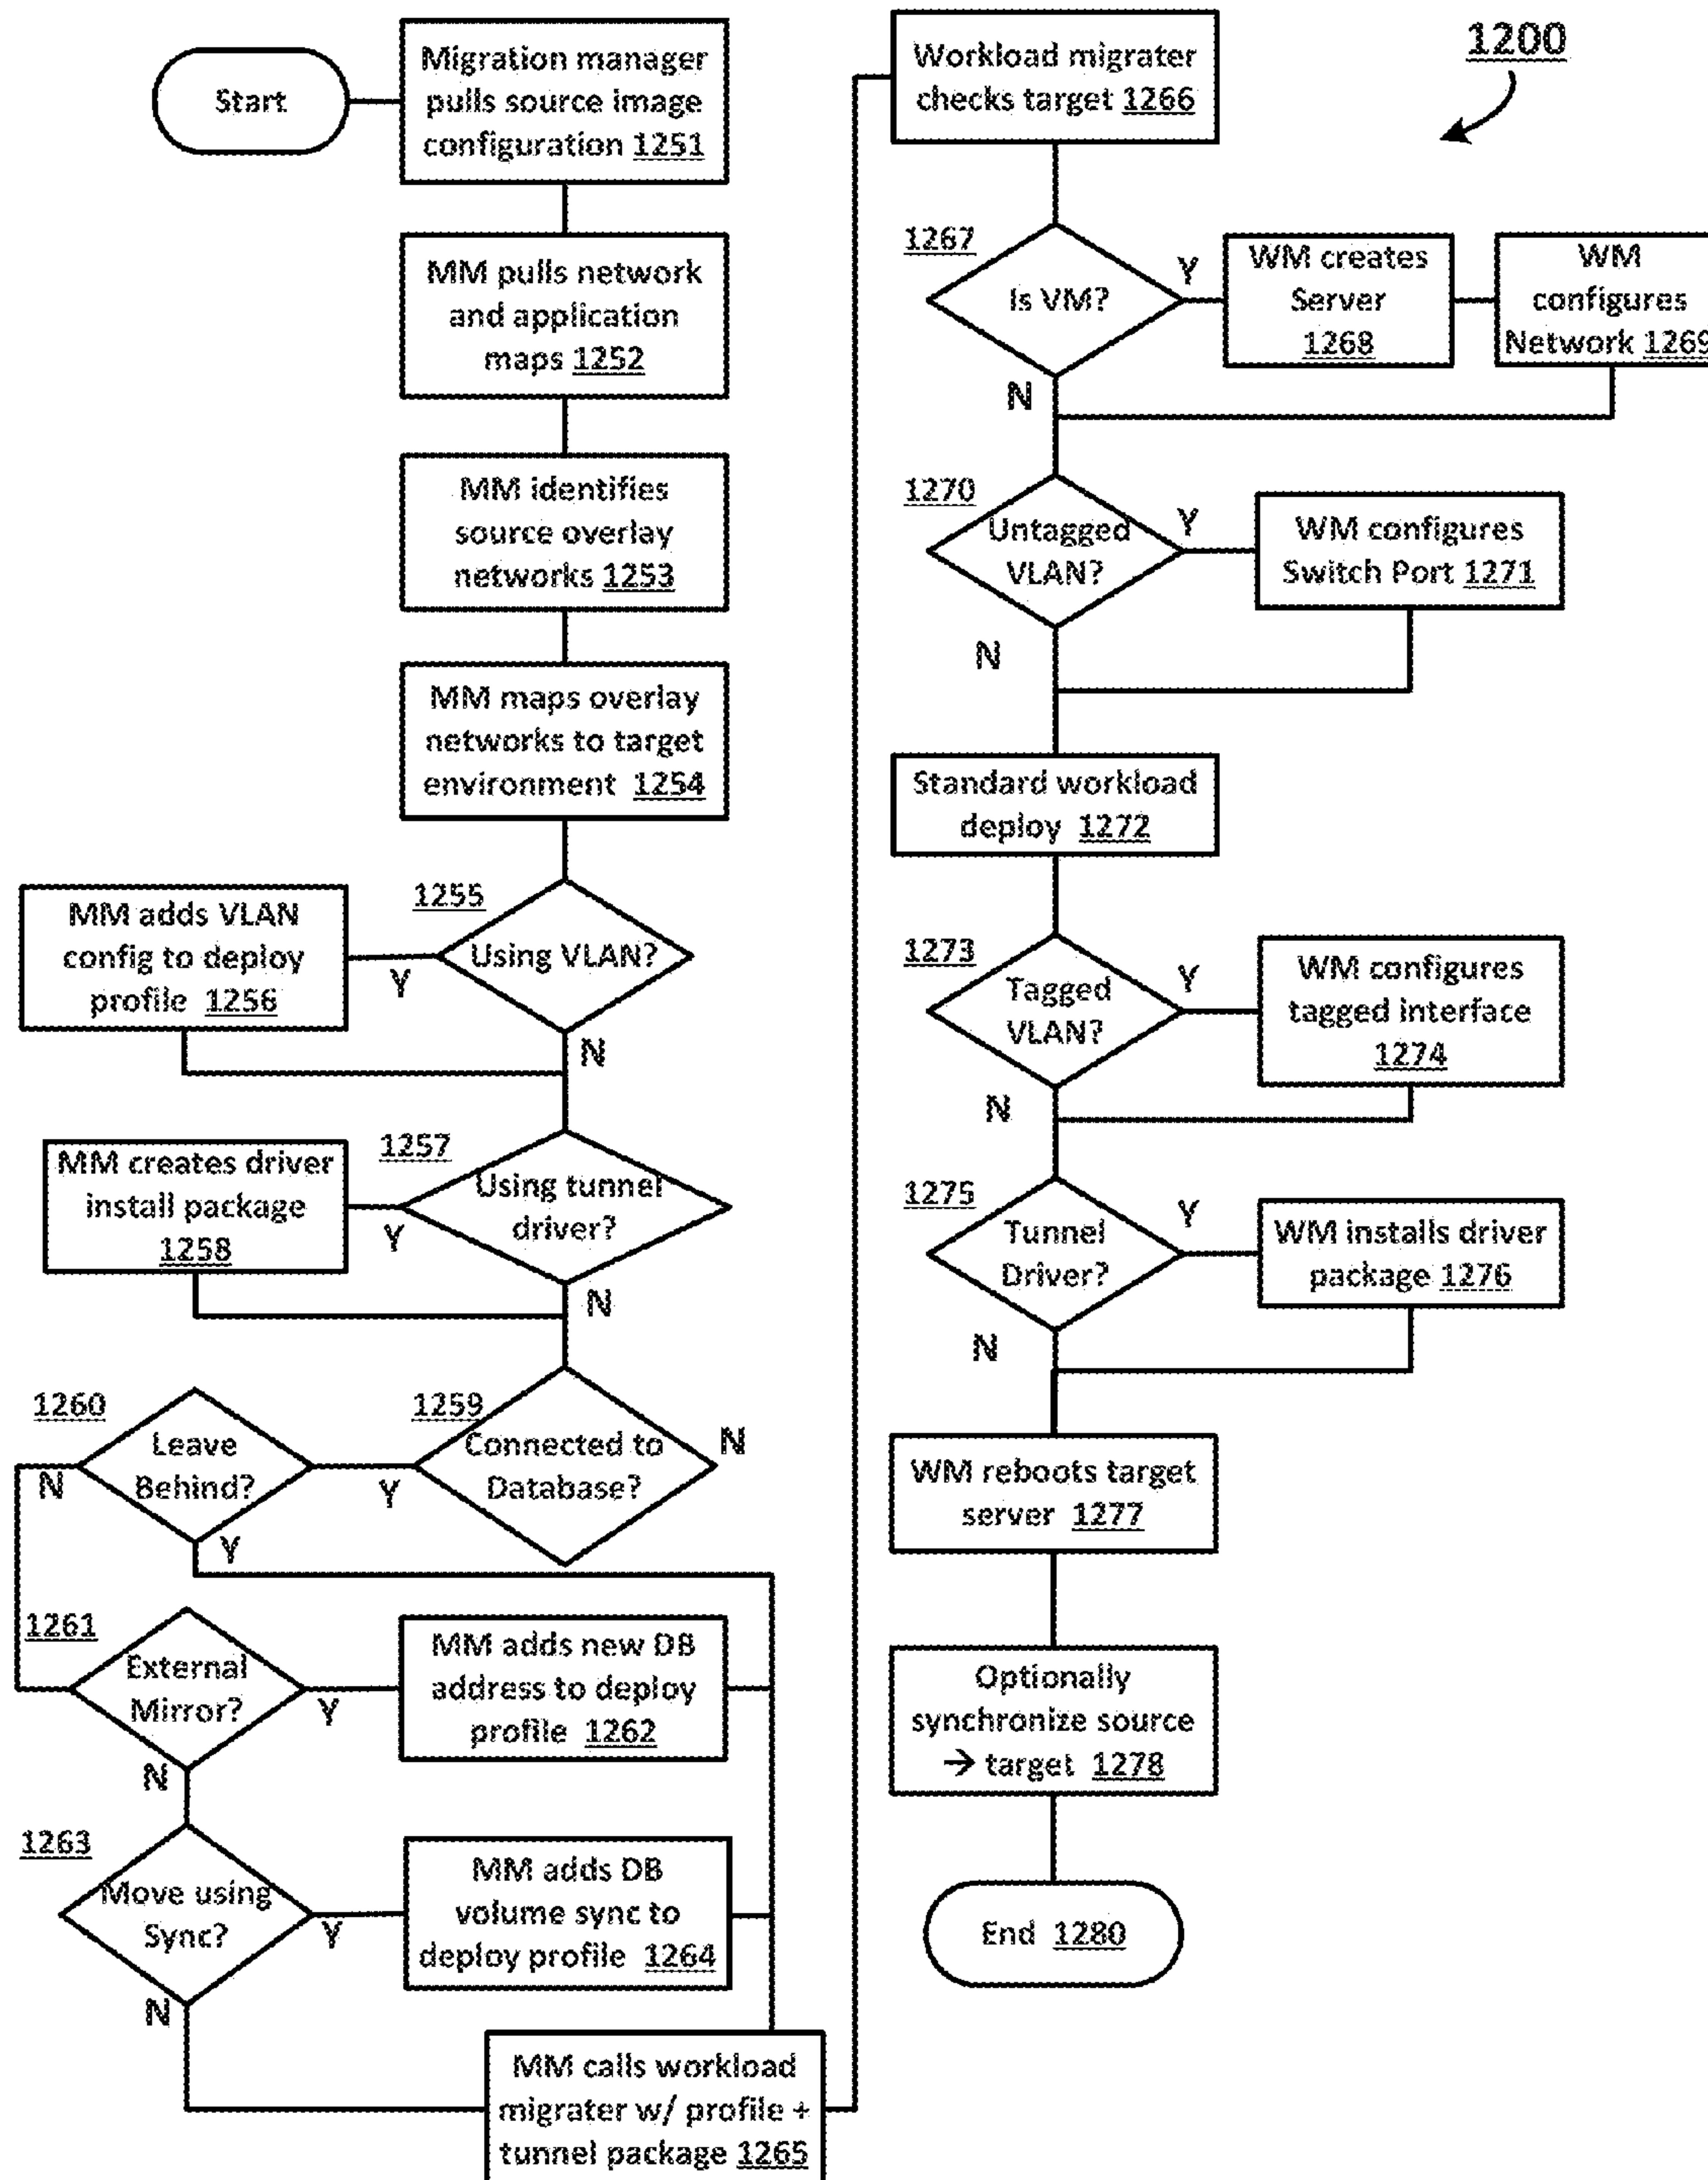 Start
Migration manager
pulls source image
configuration 1251
MM pulls network
and application
maps 1252
MM identifies
source overlay
networks 1253
MM maps overlay
networks to target
environment 1254
1255
Using VLAN?
Y
N
MM adds VLAN
config to deploy
profile 1256
1257
Using tunnel
driver?
Y
N
MM creates driver
install package
1258
1259
Connected to
Database?
Y
N
1260
Leave
Behind?
N
Y
1261
External
Mirror?
Y
N
MM adds new DB
address to deploy
profile 1262
1263
Move using
Sync?
Y
N
MM adds DB
volume sync to
deploy profile 1264
MM calls workload
migrater w/ profile +
tunnel package 1265
1200
Workload migrater
checks target 1266
1267
Is VM?
Y
N
WM creates
Server
1268
WM
configures
Network 1269
1270
Untagged
VLAN?
Y
N
WM configures
Switch Port 1271
Standard workload
deploy 1272
1273
Tagged
VLAN?
Y
N
WM configures
tagged interface
1274
1275
Tunnel
Driver?
Y
N
WM installs driver
package 1276
WM reboots target
server 1277
Optionally
synchronize source
→ target 1278
End 1280